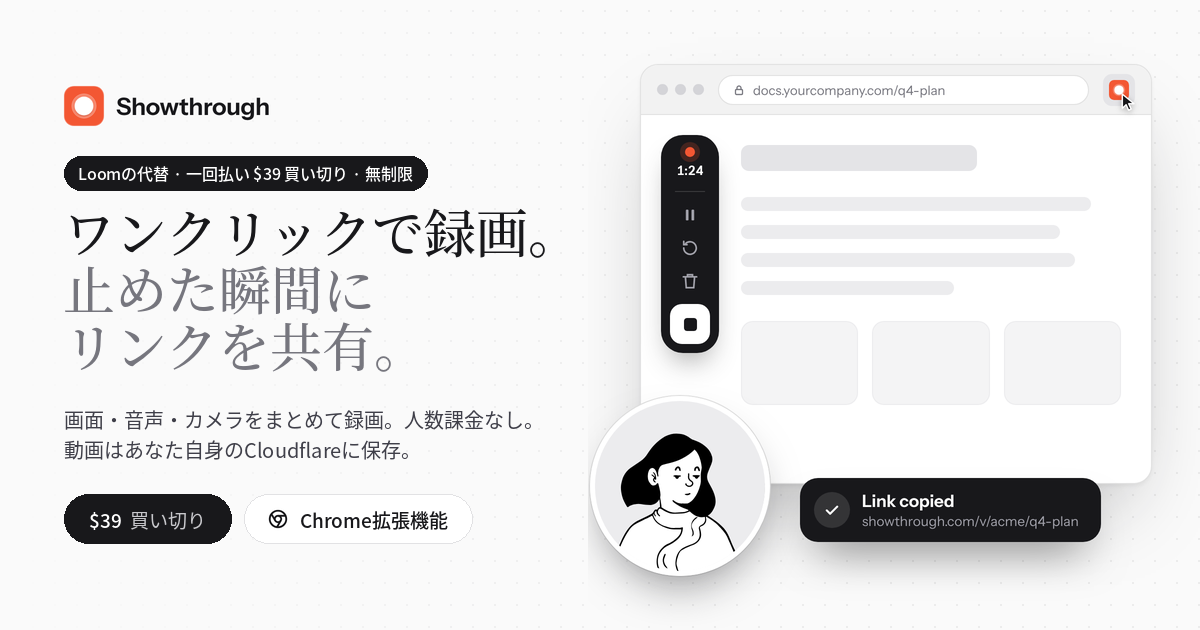 Showthrough
Loomの代替・一回払い $39 買い切り・無制限
ワンクリックで録画。
止めた瞬間に
リンクを共有。
画面・音声・カメラをまとめて録画。人数課金なし。
動画はあなた自身のCloudflareに保存。
$39 買い切り
Chrome拡張機能
docs.yourcompany.com/q4-plan
1:24
Link copied
showthrough.com/v/acme/q4-plan